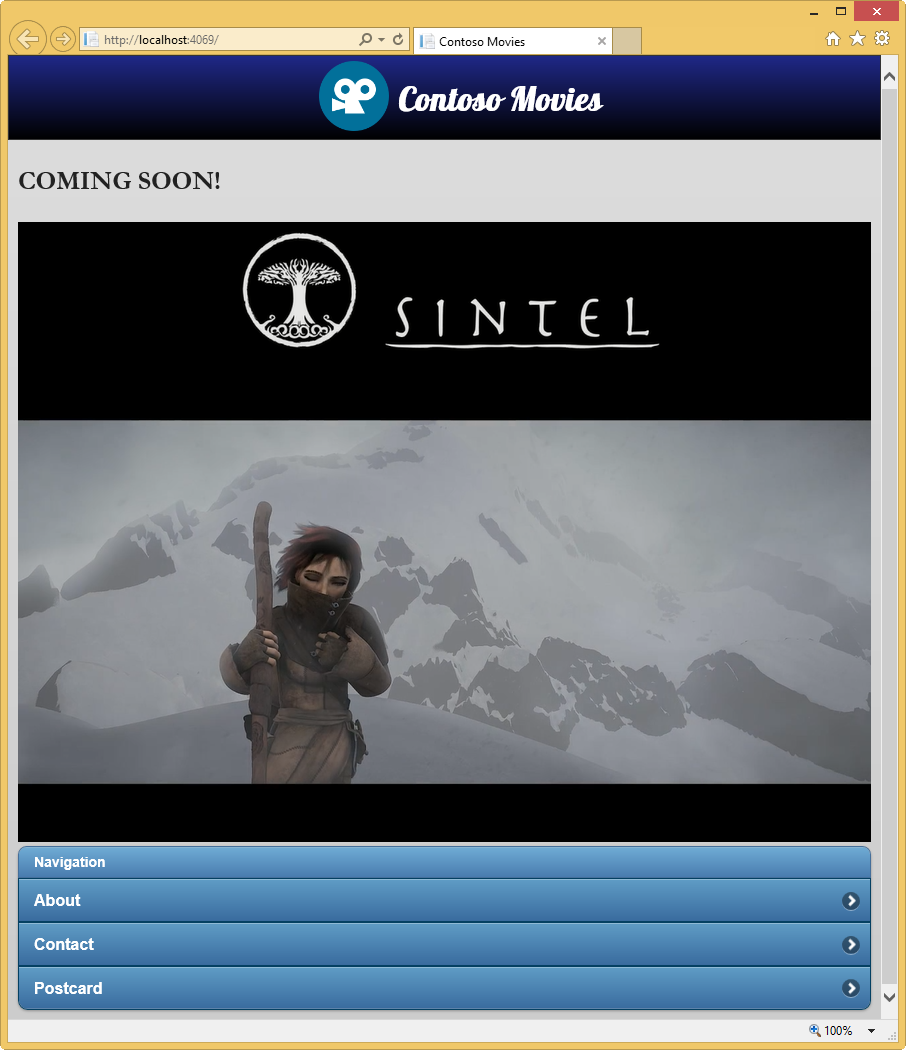 http://localhost:4069/
Contoso Movies
Contoso Movies
COMING SOON!
SINTEL
Navigation
About
Contact
Postcard
100%